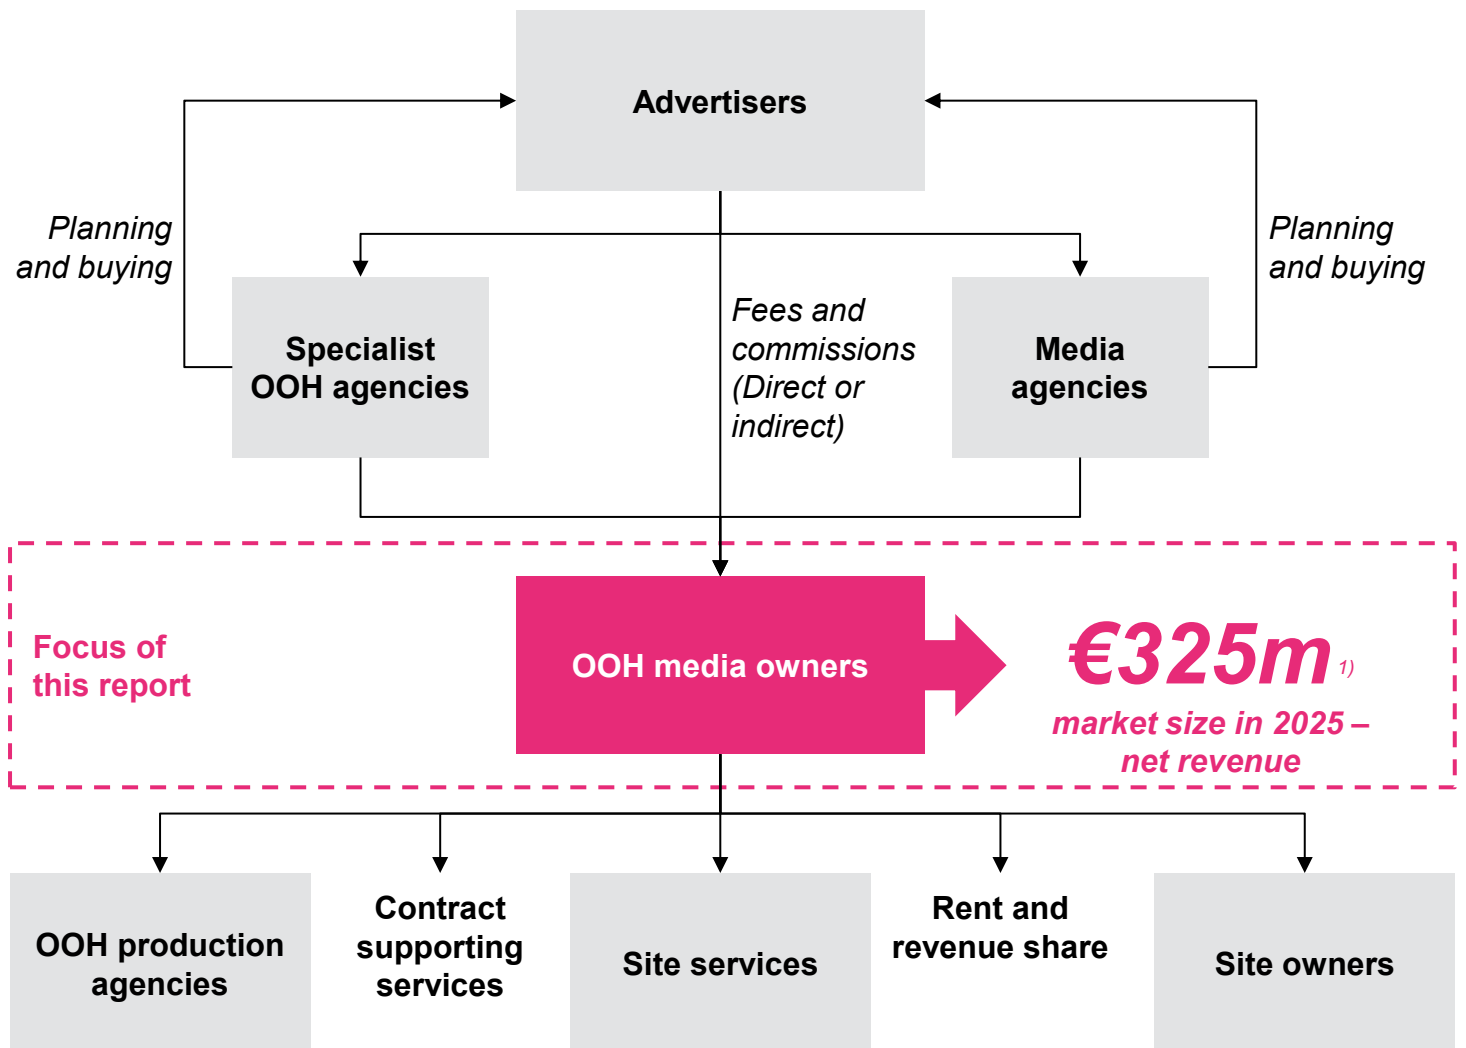 Advertisers
Planning
and buying
Planning
and buying
Specialist
OOH agencies
Fees and
commissions
(Direct or
indirect)
Media
agencies
Focus of
this report
OOH media owners
€325m 1)
market size in 2025 –
net revenue
OOH production
agencies
Contract
supporting
services
Site services
Rent and
revenue share
Site owners